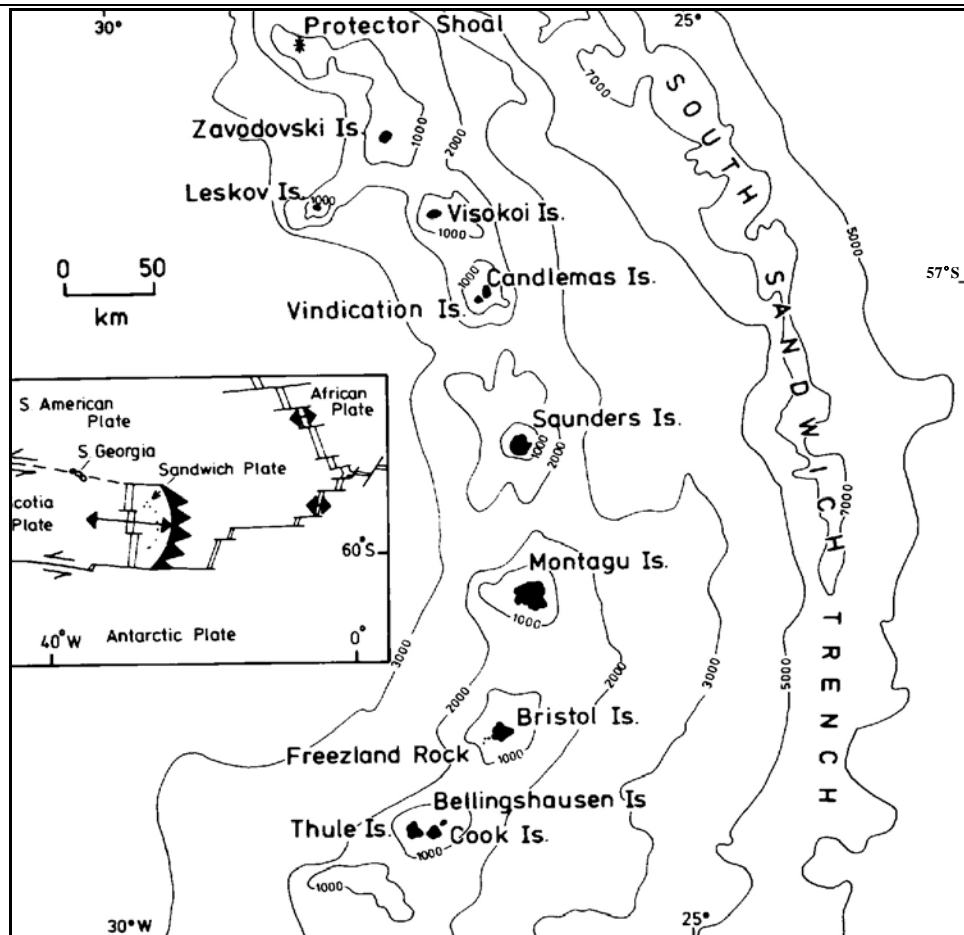 30°
25°
Protector Shoal
Zavodovski Is.
1000
2000
7000
5000
SOUTH SANDWICH TRENCH
Leskov Is.
1000
Visokoi Is.
1000
0 50
km
Candlemas Is.
1000
Vindication Is.
57°S
S. American
Plate
African
Plate
S. Georgia
Sandwich Plate
cotia
Plate
60°S
40°W
Antarctic Plate
0°
Saunders Is.
1000
2000
7000
Montagu Is.
1000
3000
2000
2000
3000
5000
Bristol Is.
Freezland Rock
1000
Bellingshausen Is
Thule Is.
Cook Is.
1000
1000
30°W
25°